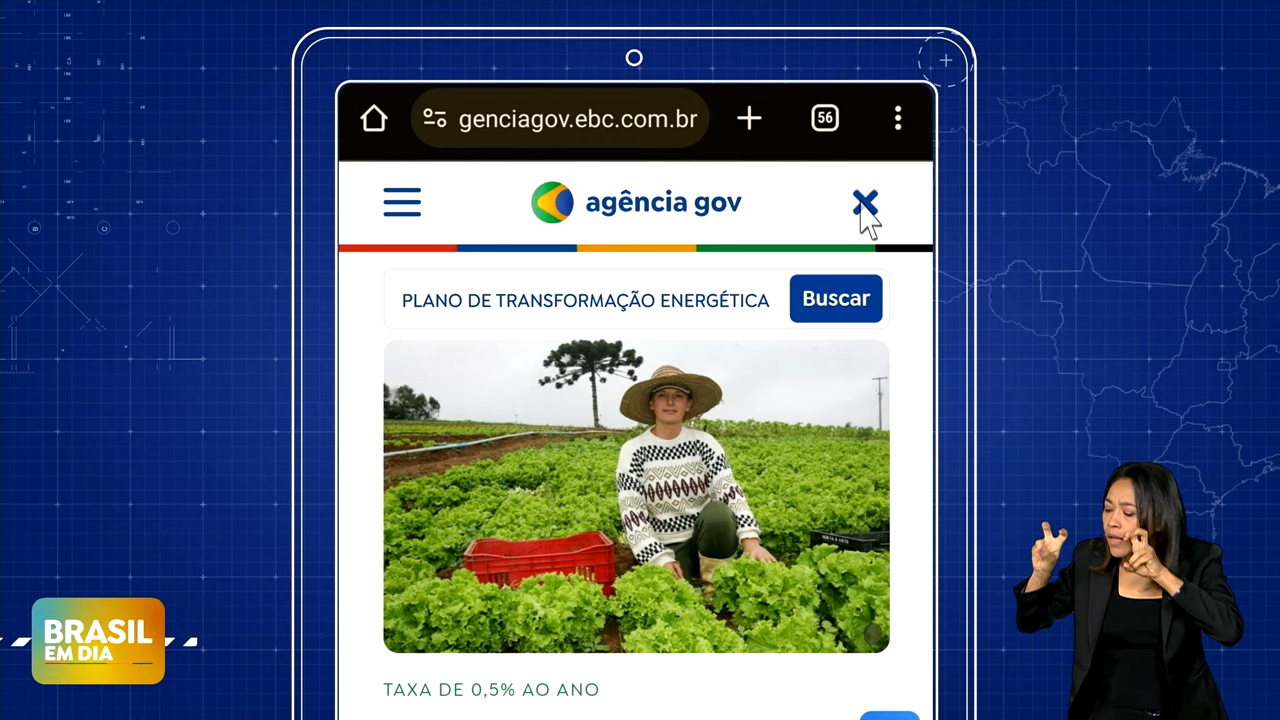 genciagov.ebc.com.br
56
agência gov
PLANO DE TRANSFORMAÇÃO ENERGÉTICA
Buscar
TAXA DE 0,5% AO ANO
BRASIL
EM DIA